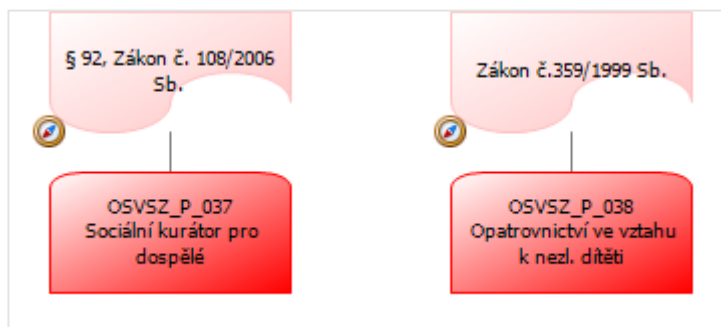 § 92, Zákon č. 108/2006
Sb.
Zákon č.359/1999 Sb.
OSVSZ_P_037
Sociální kurátor pro
dospělé
OSVSZ_P_038
Opatrovnictví ve vztahu
k nezl. dítěti